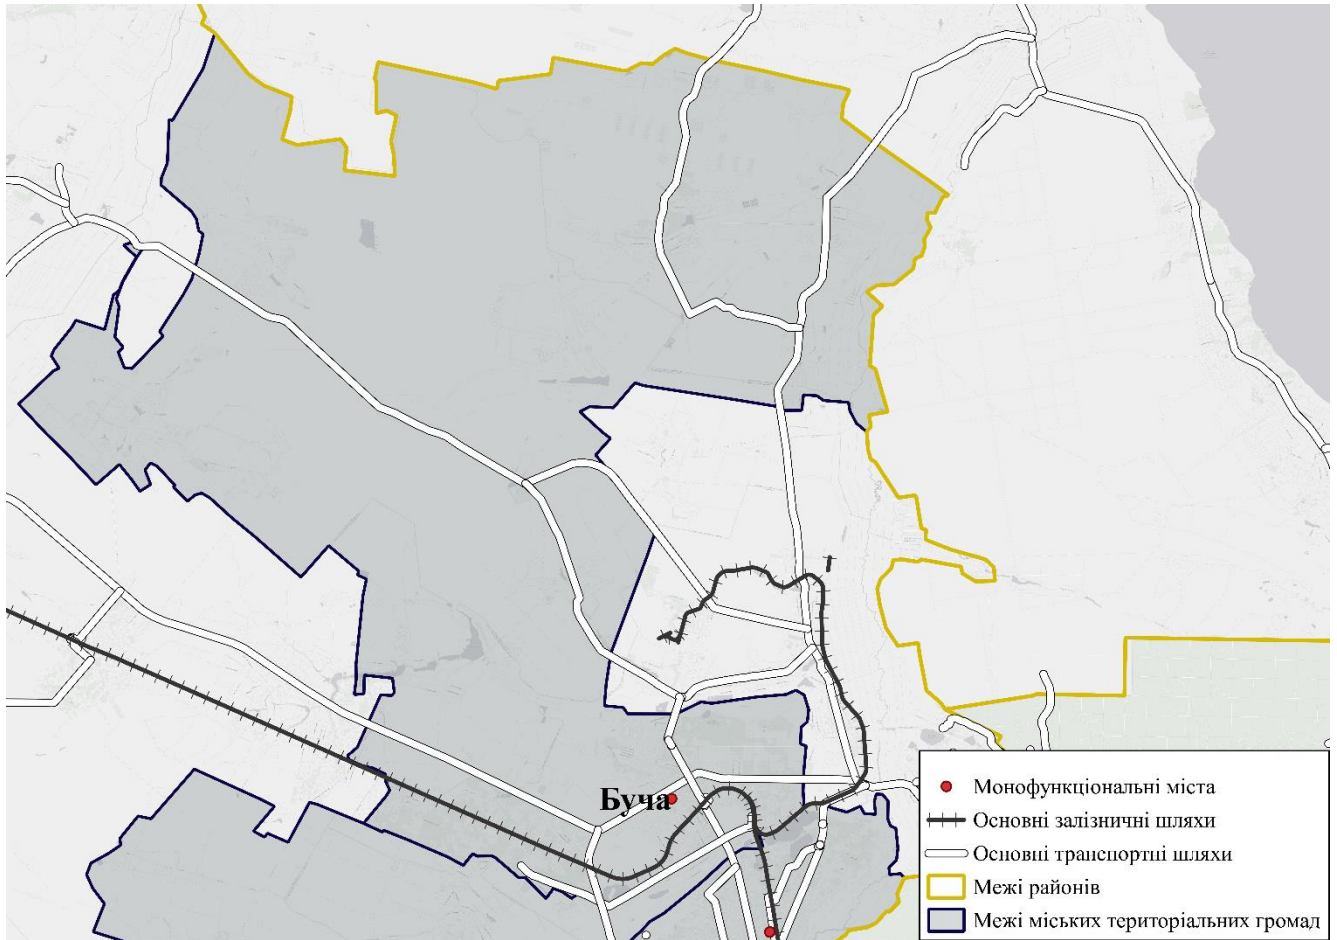 Буча
Монофункціональні міста
Основні залізничні шляхи
Основні транспортні шляхи
Межі районів
Межі міських територіальних громад